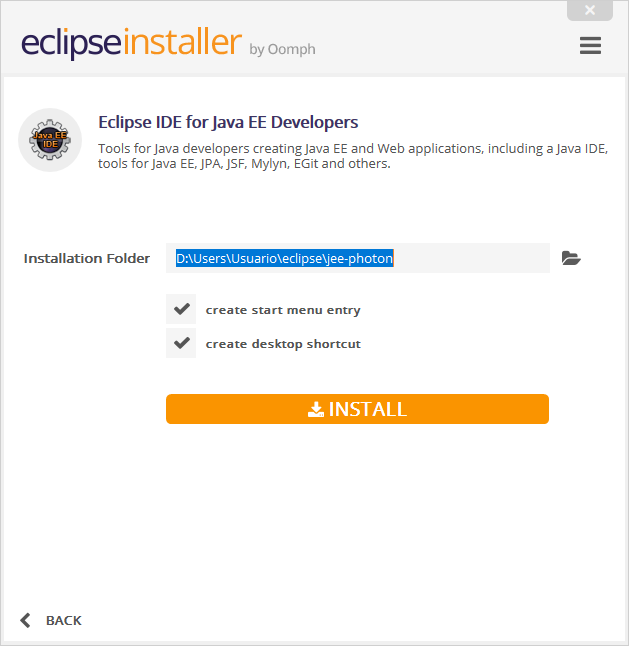 eclipseinstaller by Oomph
Java EE
IDE
Eclipse IDE for Java EE Developers
Tools for Java developers creating Java EE and Web applications, including a Java IDE,
tools for Java EE, JPA, JSF, Mylyn, EGit and others.
Installation Folder D:\Users\Usuario\eclipse\jee-photon
create start menu entry
create desktop shortcut
INSTALL
BACK